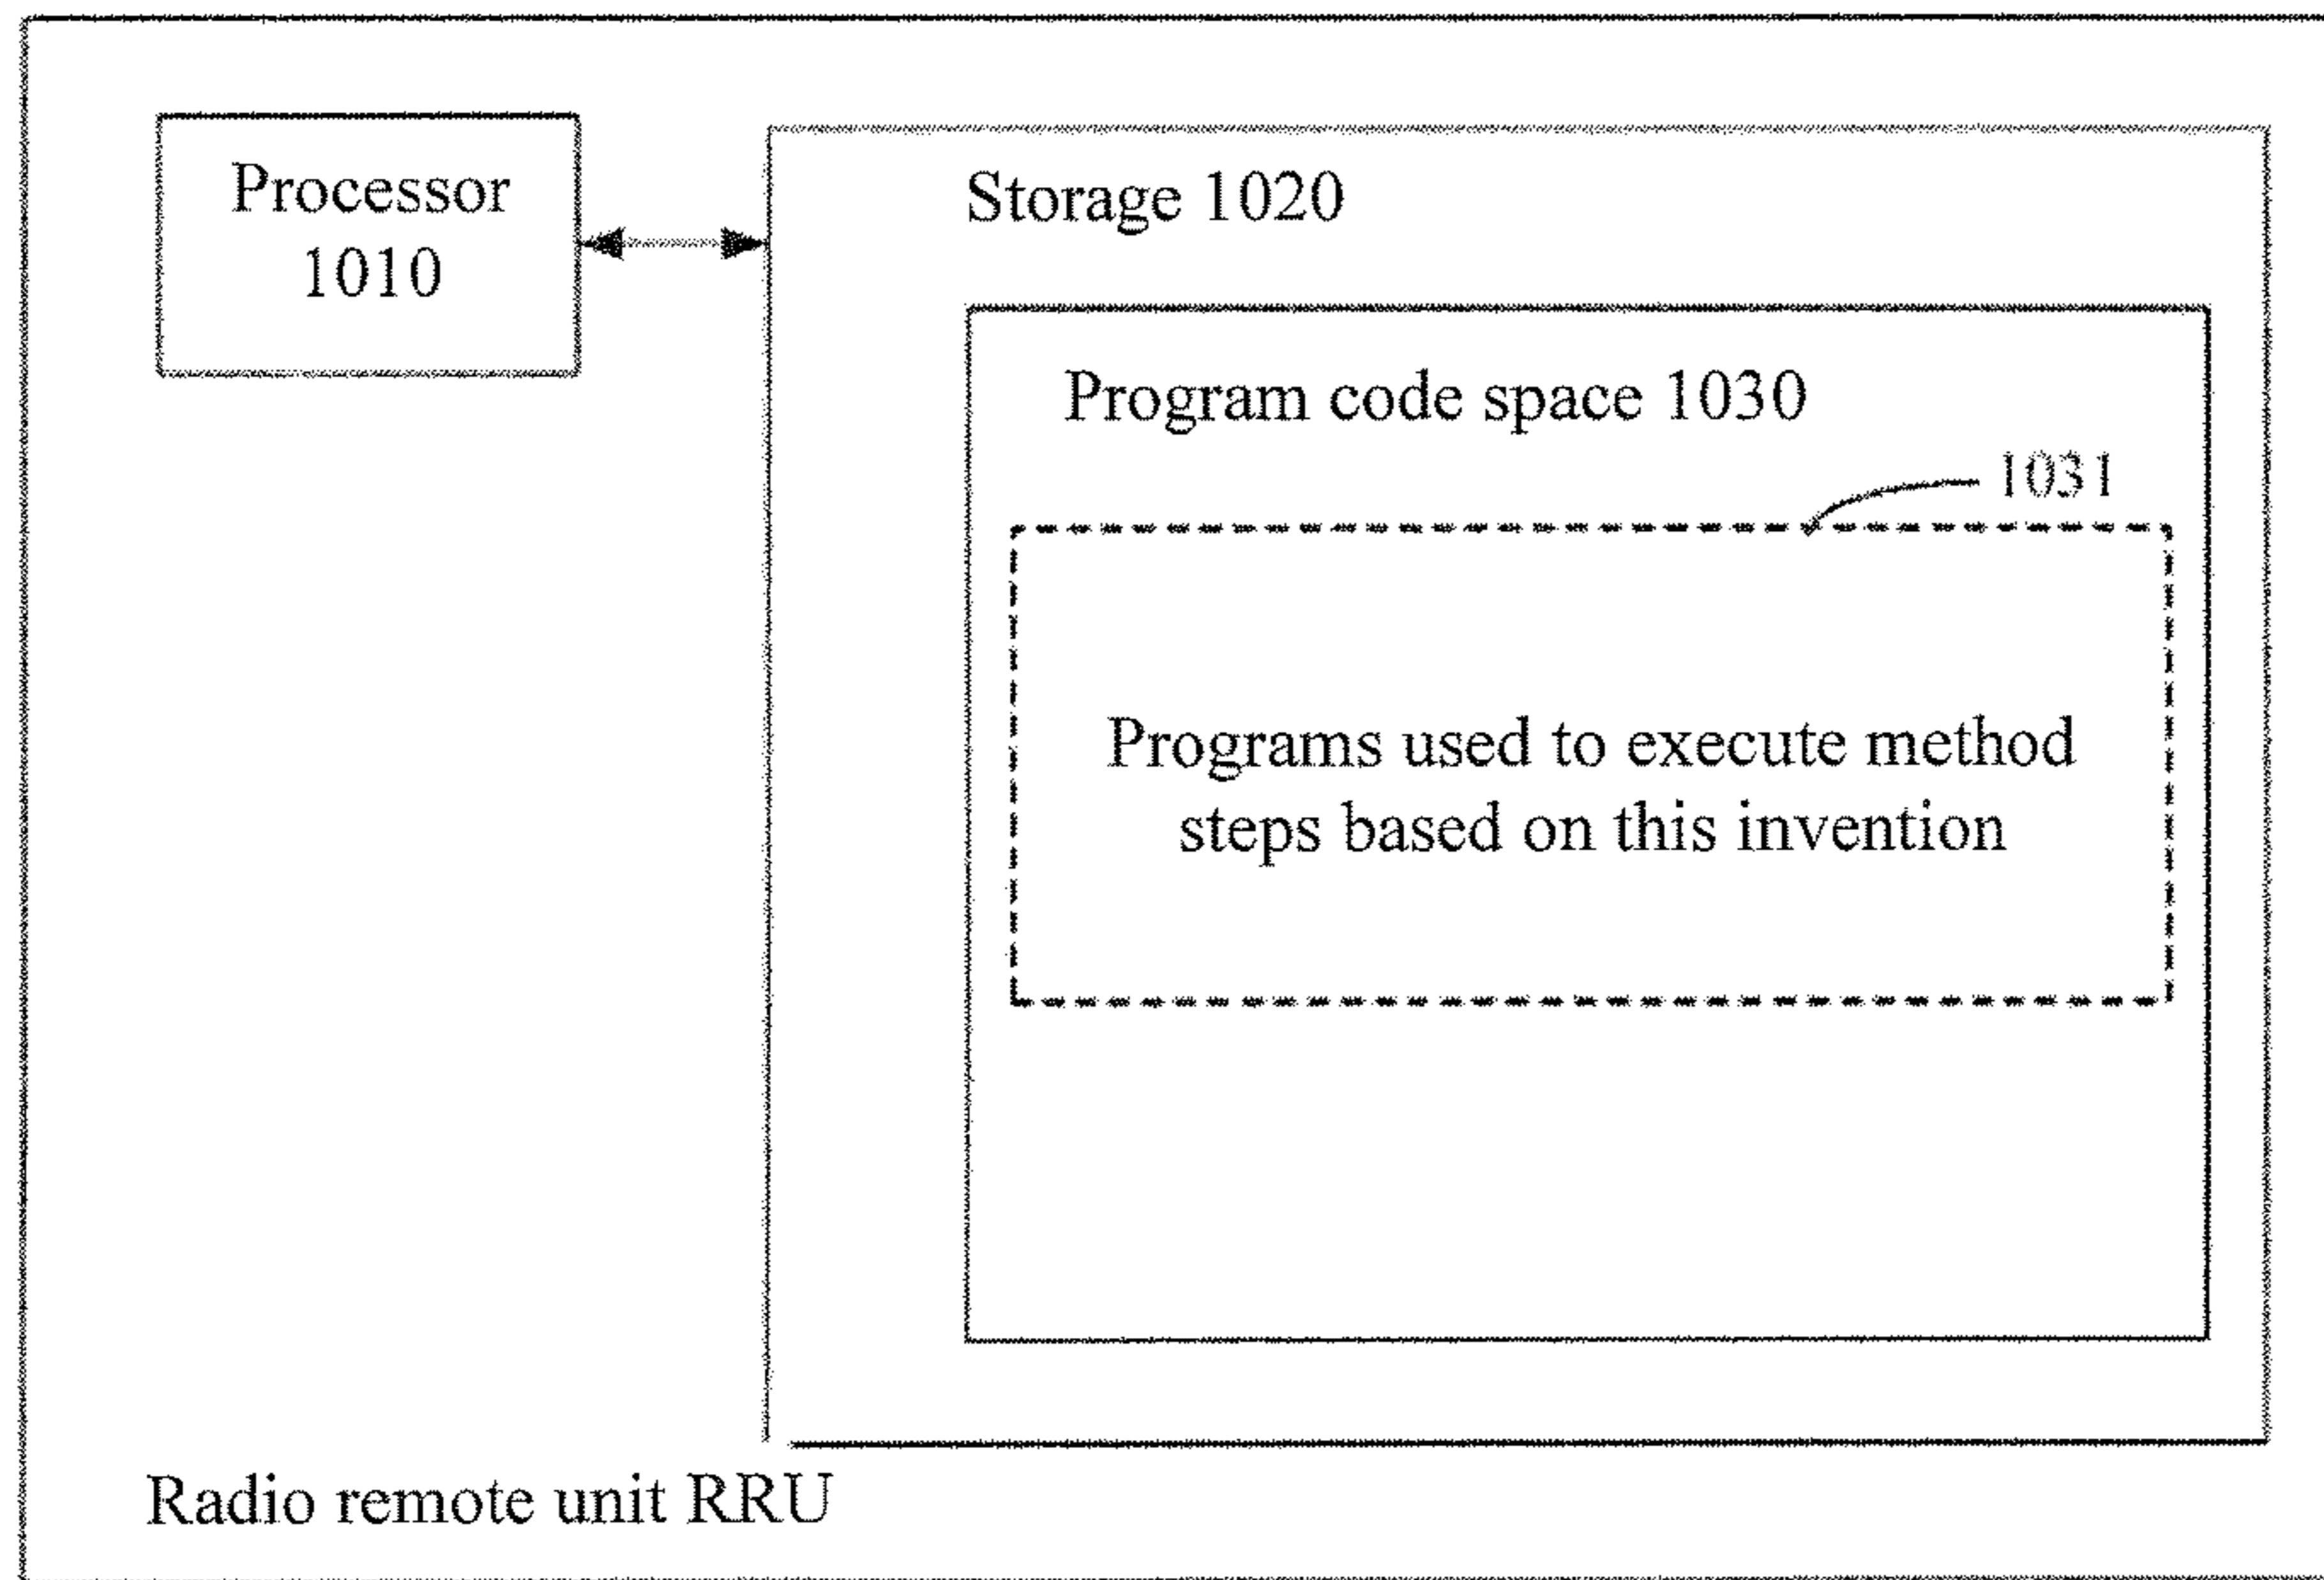 Processor
1010
Storage 1020
Program code space 1030
1031
Programs used to execute method
steps based on this invention
Radio remote unit RRU